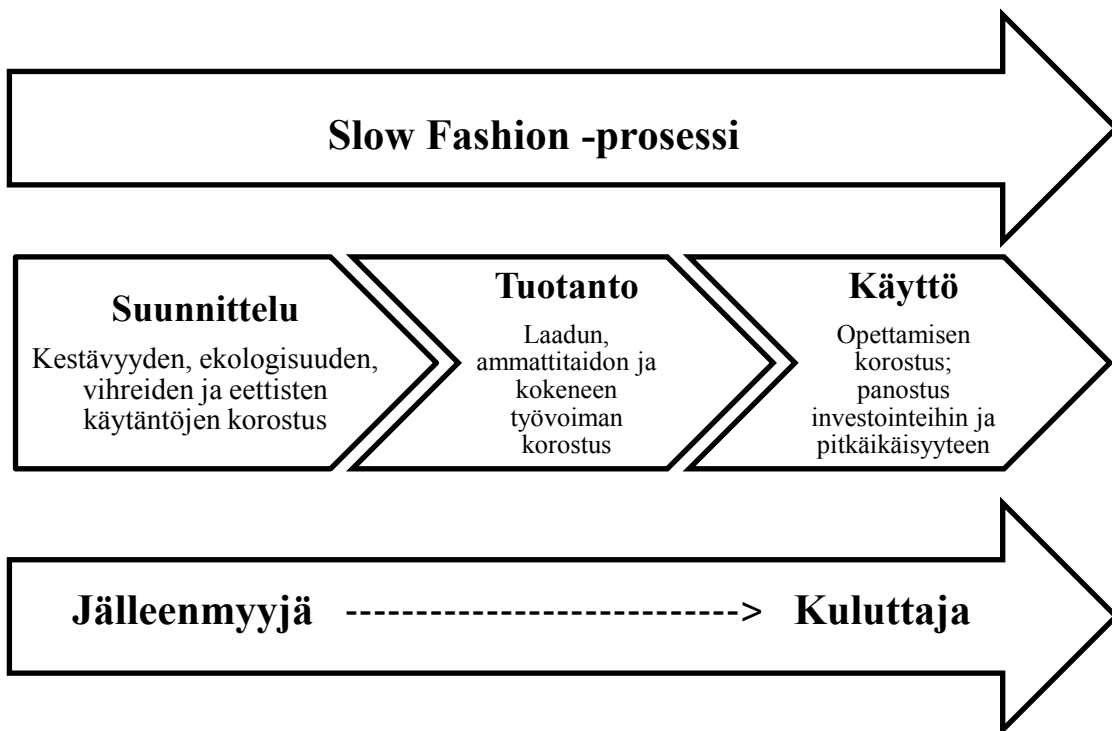 Slow Fashion -prosessi
Suunnittelu
Kestävyyden, ekologisuuden,
vihreiden ja eettisten
käytäntöjen korostus
Tuotanto
Laadun,
ammattitaidon ja
kokeneen
työvoiman
korostus
Käyttö
Opettamisen
korostus;
panostus
investointeihin ja
pitkäikäisyyteen
Jälleenmyyjä ----------------------------> Kuluttaja